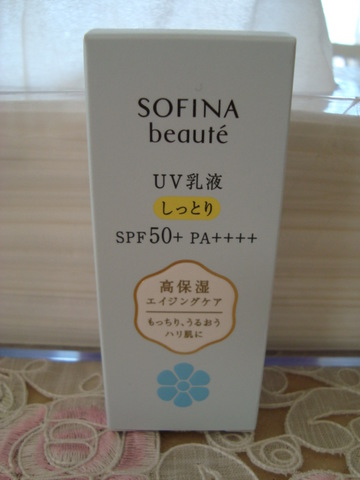 SOFINA
beauté
UV乳液
しっとり
SPF50+ PA++++
高保湿
エイジングケア
もっちり、うるおう
ハリ肌に